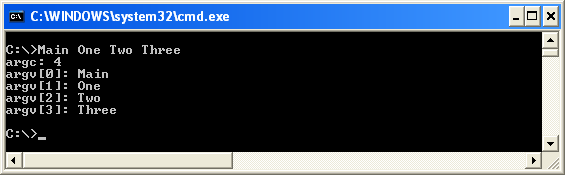 C:\WINDOWS\system32\cmd.exe
C:\>Main One Two Three
argc: 4
argv[0]: Main
argv[1]: One
argv[2]: Two
argv[3]: Three
C:\>_